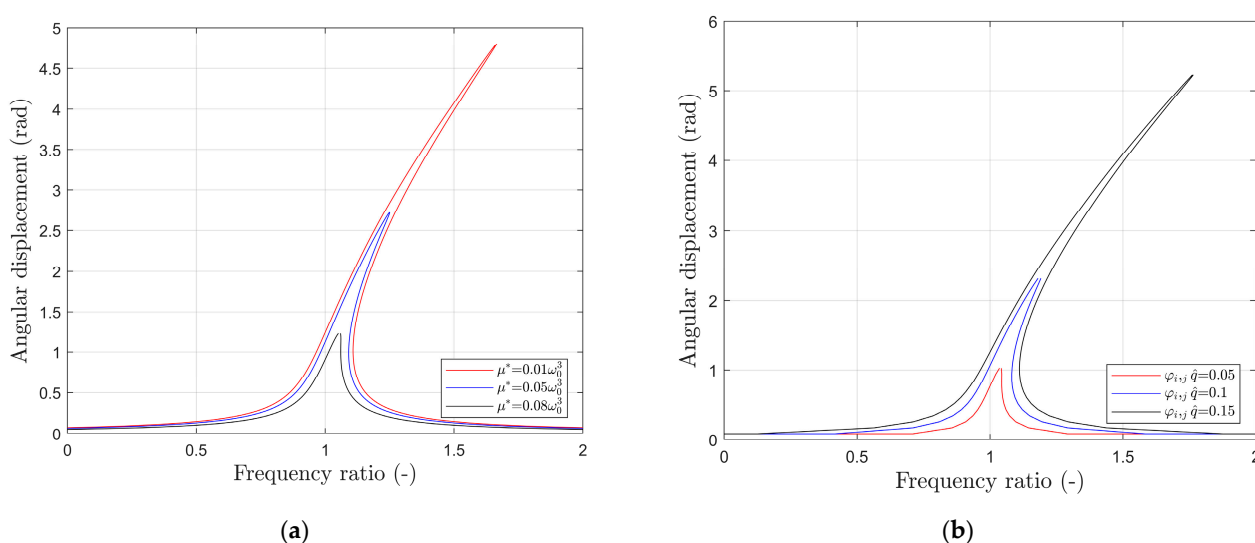 Angular displacement (rad)
5
4.5
4
3.5
3
2.5
2
1.5
1
0.5
0
0
0.5
1
1.5
2
Frequency ratio (-)
μ*=0.01ω₀³
μ*=0.05ω₀³
μ*=0.08ω₀³
(a)
Angular displacement (rad)
6
5
4
3
2
1
0
0
0.5
1
1.5
2
Frequency ratio (-)
φᵢ,ⱼ q̂=0.05
φᵢ,ⱼ q̂=0.1
φᵢ,ⱼ q̂=0.15
(b)